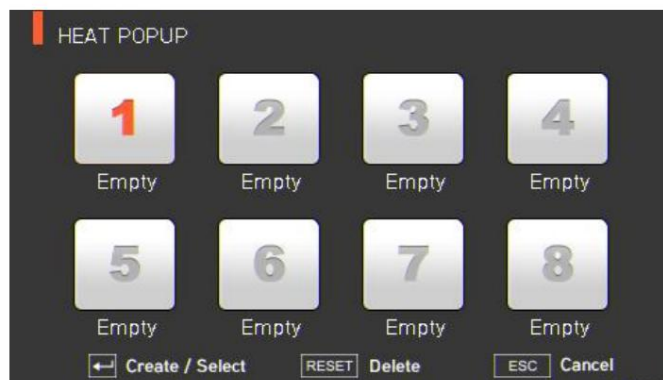 HEAT POPUP
1 2 3 4
Empty Empty Empty Empty
5 6 7 8
Empty Empty Empty Empty
Create / Select RESET Delete ESC Cancel